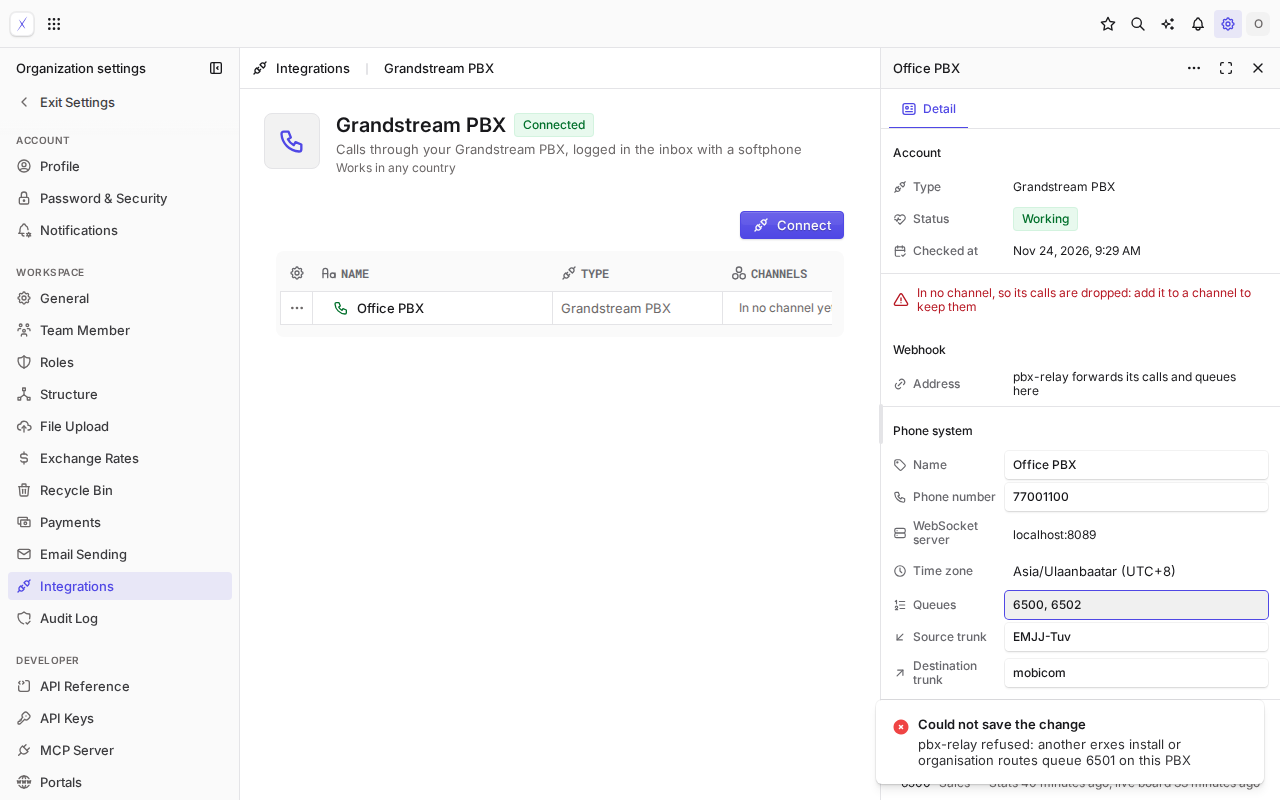 O
Organization settings
Exit Settings
ACCOUNT
Profile
Password & Security
Notifications
WORKSPACE
General
Team Member
Roles
Structure
File Upload
Exchange Rates
Recycle Bin
Payments
Email Sending
Integrations
Audit Log
DEVELOPER
API Reference
API Keys
MCP Server
Portals
Integrations | Grandstream PBX
Grandstream PBX Connected
Calls through your Grandstream PBX, logged in the inbox with a softphone
Works in any country
Connect
NAME TYPE CHANNELS
Office PBX Grandstream PBX In no channel yet
Office PBX
Detail
Account
Type Grandstream PBX
Status Working
Checked at Nov 24, 2026, 9:29 AM
In no channel, so its calls are dropped: add it to a channel to
keep them
Webhook
Address pbx-relay forwards its calls and queues
here
Phone system
Name Office PBX
Phone number 77001100
WebSocket
server localhost:8089
Time zone Asia/Ulaanbaatar (UTC+8)
Queues 6500, 6502
Source trunk EMJJ-Tuv
Destination
trunk mobicom
Could not save the change
pbx-relay refused: another erxes install or
organisation routes queue 6501 on this PBX